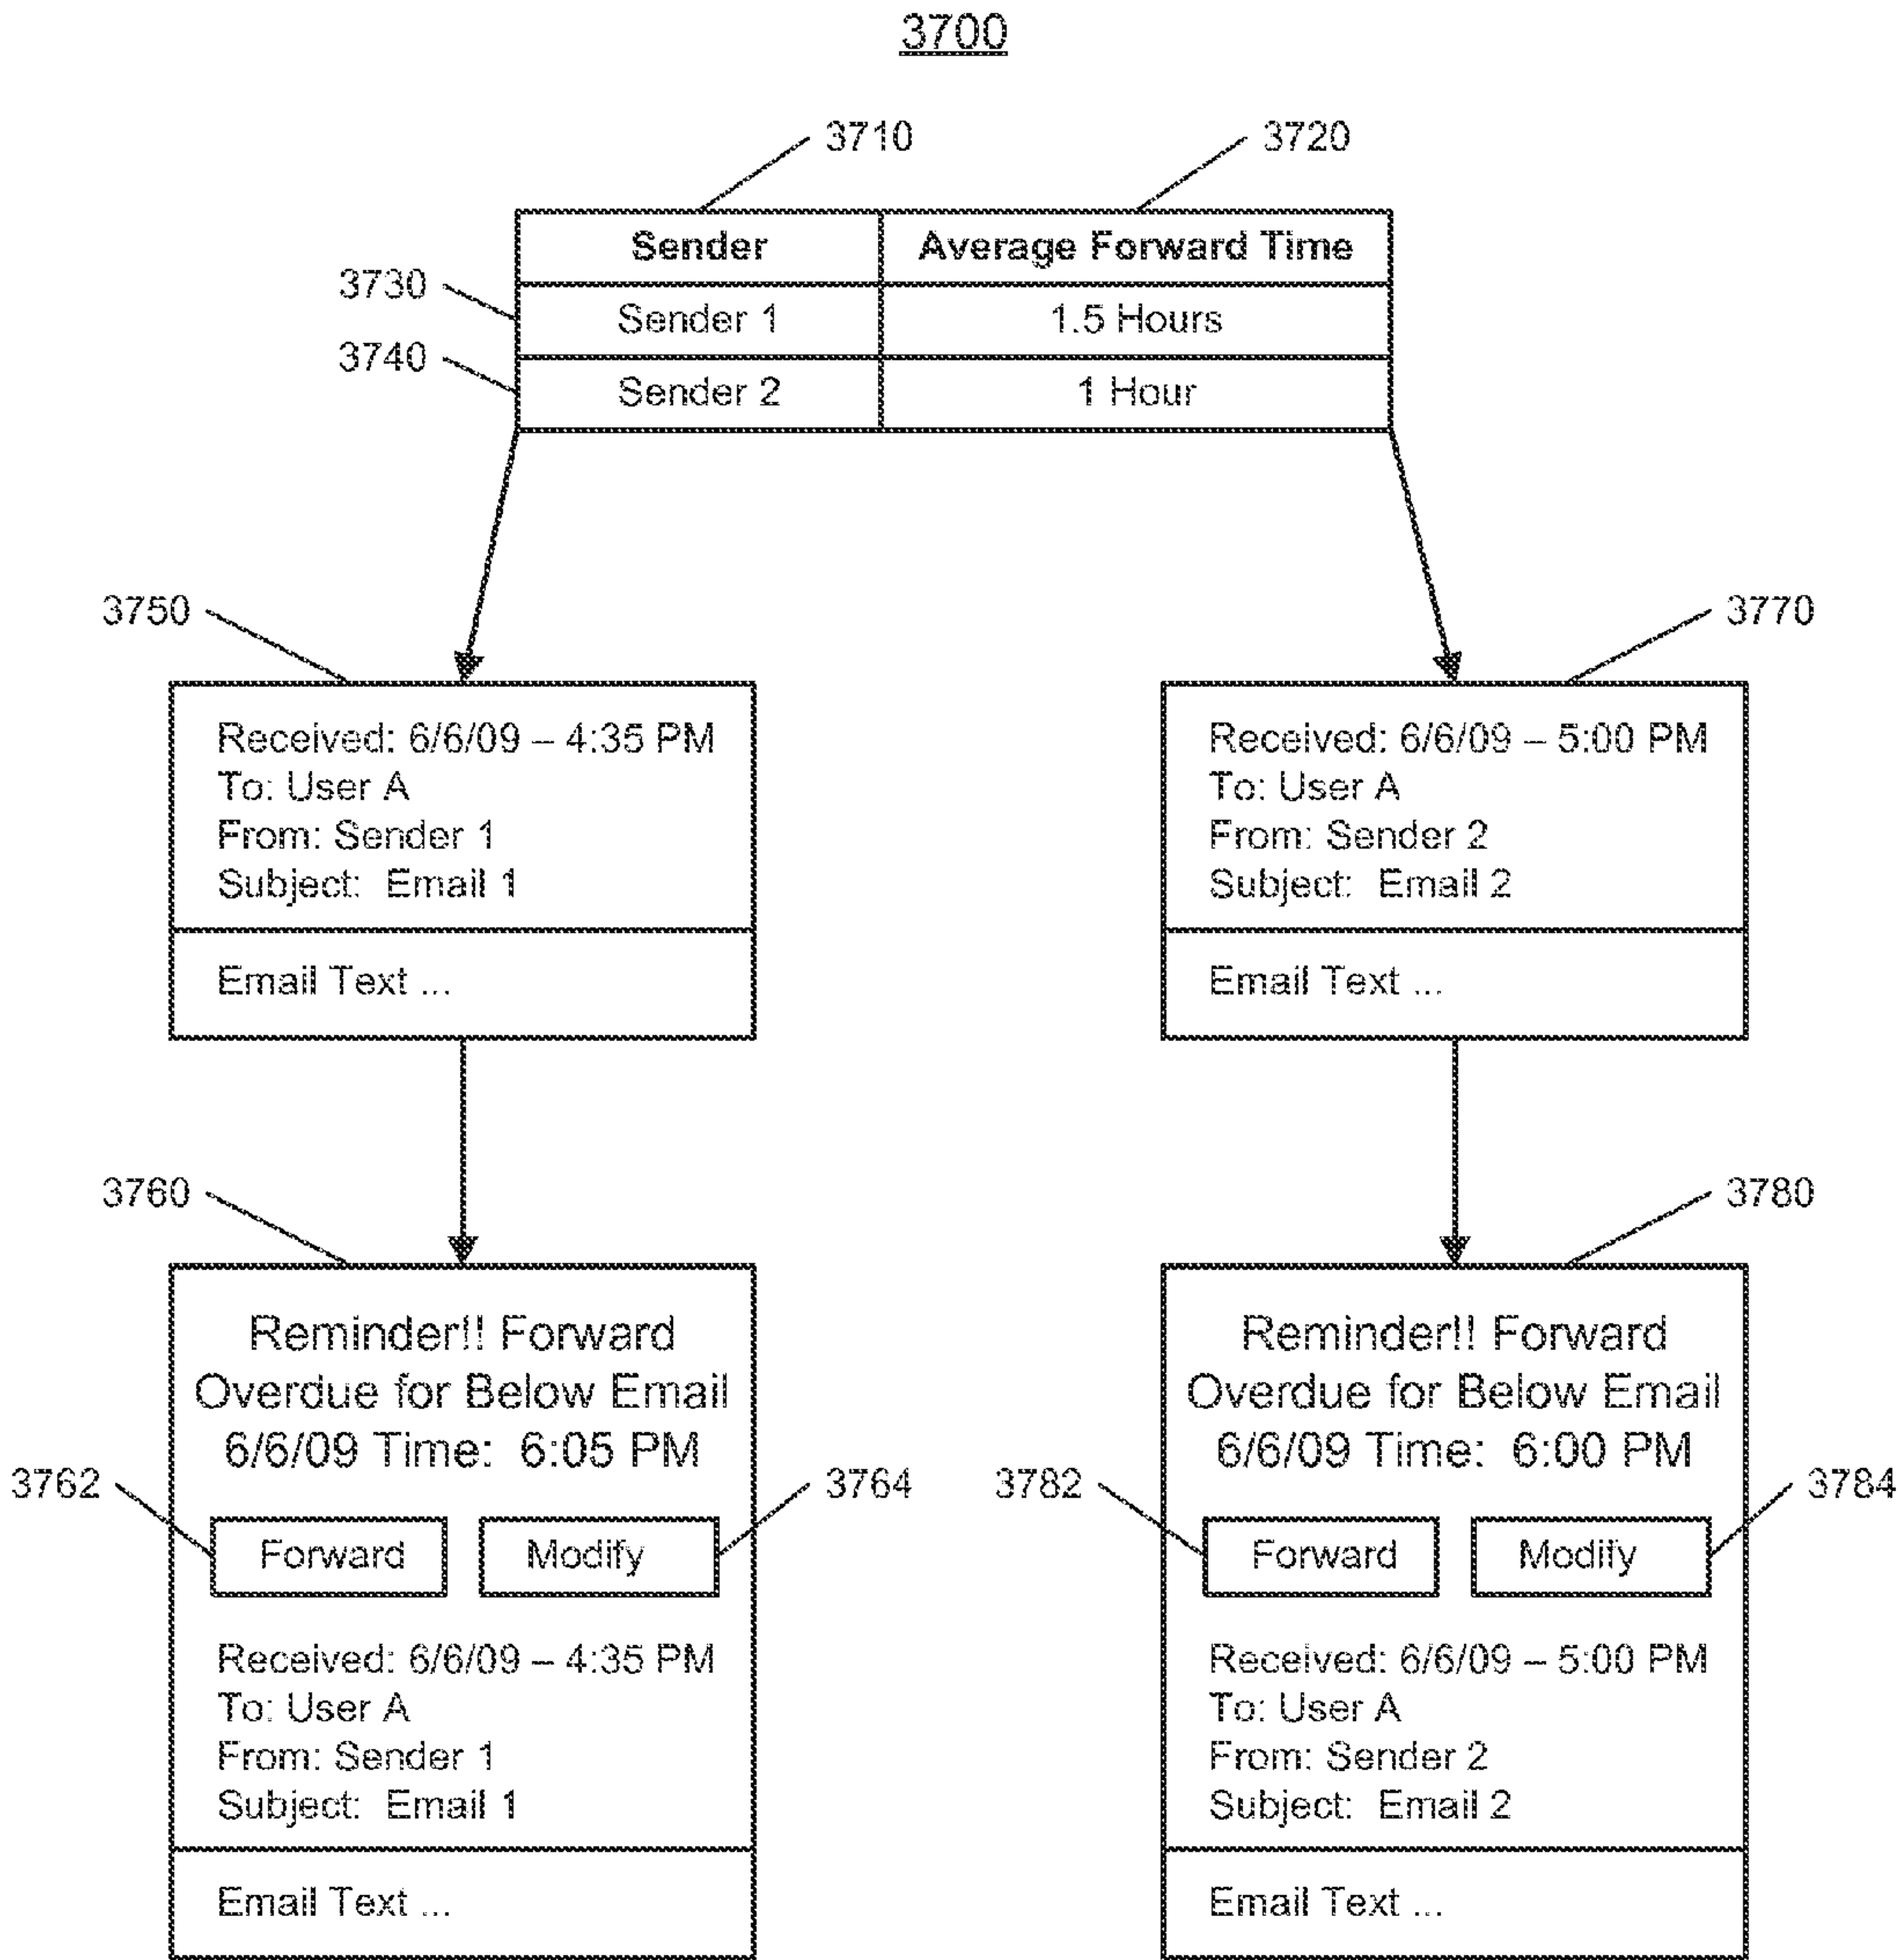 3700
3710
3720
Sender Average Forward Time
3730
Sender 1 1.5 Hours
3740
Sender 2 1 Hour
3750
Received: 6/6/09 – 4:35 PM
To: User A
From: Sender 1
Subject: Email 1
Email Text ...
3770
Received: 6/6/09 – 5:00 PM
To: User A
From: Sender 2
Subject: Email 2
Email Text ...
3760
Reminder!! Forward
Overdue for Below Email
6/6/09 Time: 6:05 PM
3762
3764
Forward
Modify
Received: 6/6/09 – 4:35 PM
To: User A
From: Sender 1
Subject: Email 1
Email Text ...
3780
Reminder!! Forward
Overdue for Below Email
6/6/09 Time: 6:00 PM
3782
3784
Forward
Modify
Received: 6/6/09 – 5:00 PM
To: User A
From: Sender 2
Subject: Email 2
Email Text ...